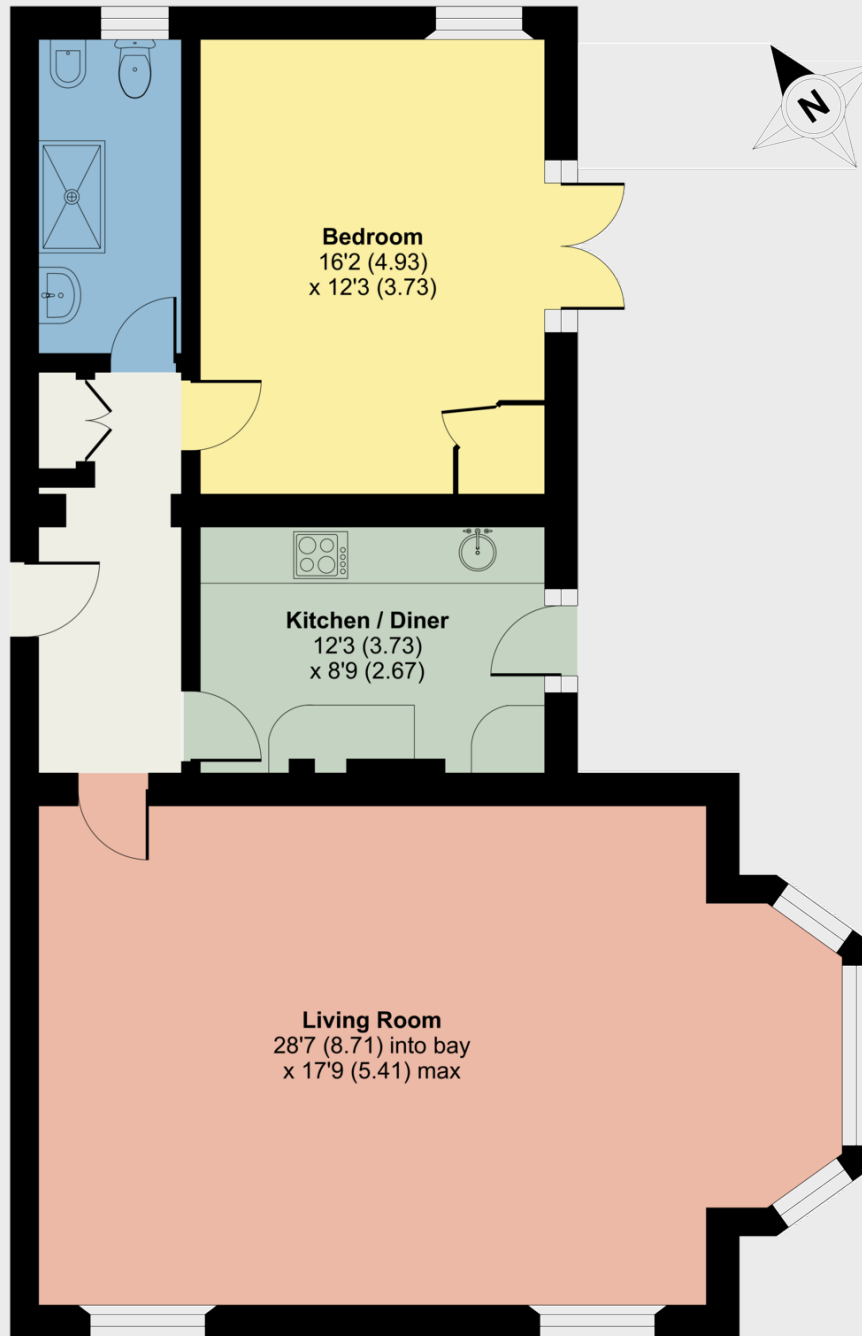 N
Bedroom
16'2 (4.93)
x 12'3 (3.73)
Kitchen / Diner
12'3 (3.73)
x 8'9 (2.67)
Living Room
28'7 (8.71) into bay
x 17'9 (5.41) max